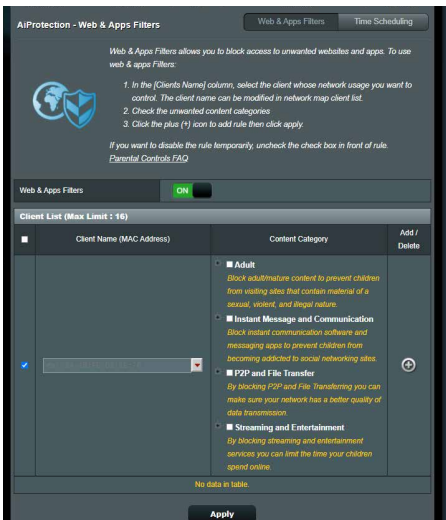 AiProtection - Web & Apps Filters
Web & Apps Filters
Time Scheduling
Web & Apps Filters allows you to block access to unwanted websites and apps. To use
web & apps Filters:
1. In the [Clients Name] column, select the client whose network usage you want to
control. The client name can be modified in network map client list.
2. Check the unwanted content categories
3. Click the plus (+) icon to add rule then click apply.
If you want to disable the rule temporarily, uncheck the check box in front of rule.
Parental Controls FAQ
Web & Apps Filters
ON
Client List (Max Limit : 16)
Client Name (MAC Address)
Content Category
Add /
Delete
Adult
Block adult/mature content to prevent children
from visiting sites that contain material of a
sexual, violent, and illegal nature.
Instant Message and Communication
Block instant communication software and
messaging apps to prevent children from
becoming addicted to social networking sites.
P2P and File Transfer
By blocking P2P and File Transferring you can
make sure your network has a better quality of
data transmission.
Streaming and Entertainment
By blocking streaming and entertainment
services you can limit the time your children
spend online.
No data in table.
Apply